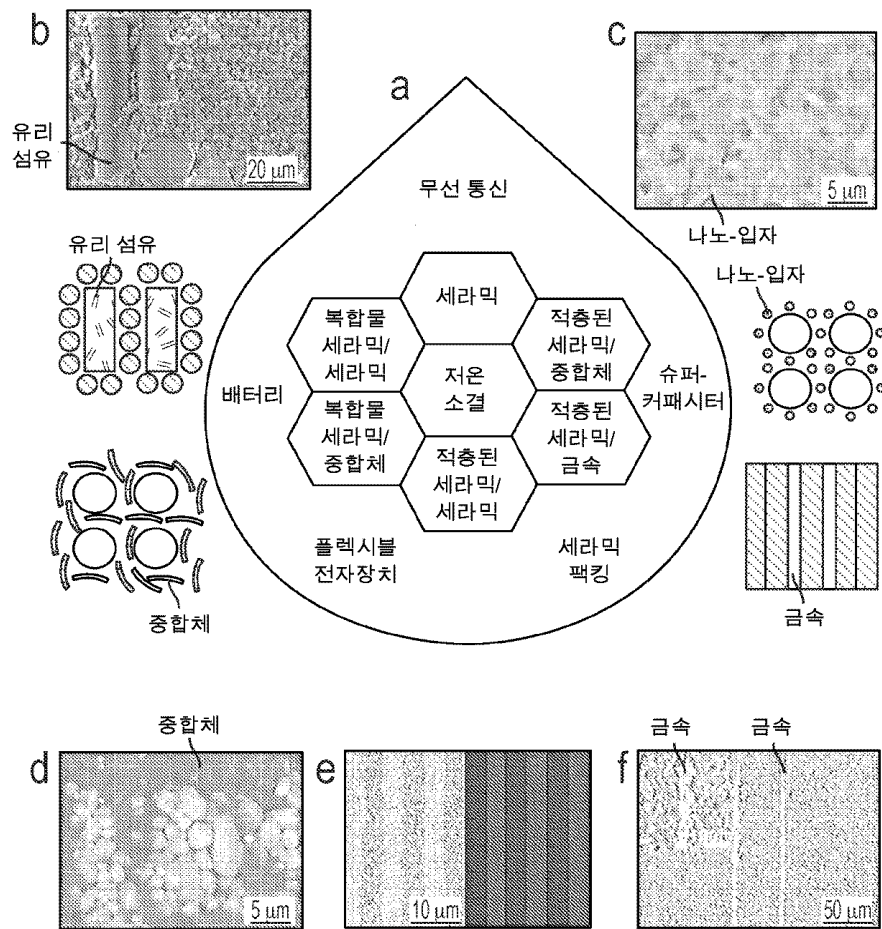 b
유리
섬유
20 μm
a
c
5 μm
나노-입자
무선 통신
유리 섬유
나노-입자
세라믹
복합물
세라믹/
세라믹
적층된
세라믹/
중합체
배터리
저온
소결
슈퍼-
커패시터
복합물
세라믹/
중합체
적층된
세라믹/
금속
적층된
세라믹/
세라믹
플렉시블
전자장치
세라믹
팩킹
중합체
금속
d
중합체
5 μm
e
10 μm
f
금속
금속
50 μm